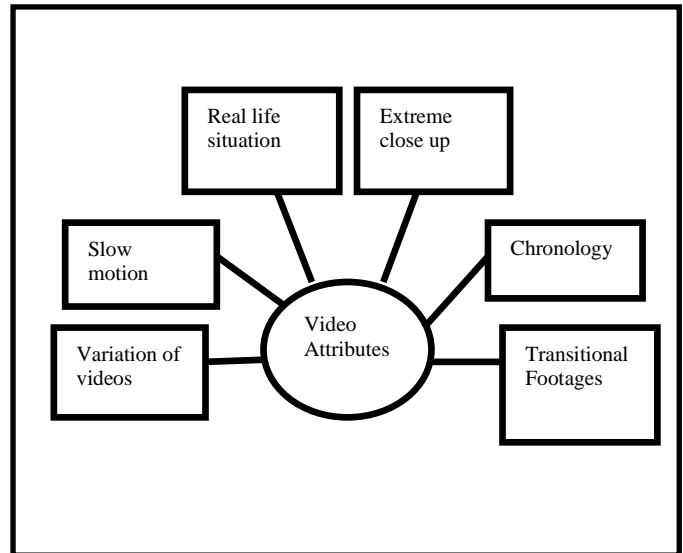 Real life
situation
Extreme
close up
Slow
motion
Chronology
Video
Attributes
Variation of
videos
Transitional
Footages